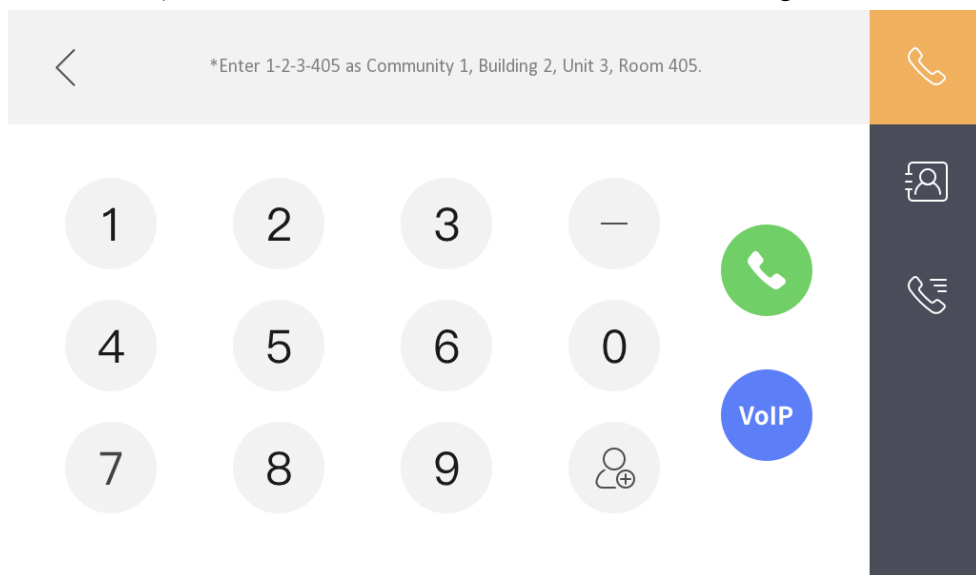 *Enter 1-2-3-405 as Community 1, Building 2, Unit 3, Room 405.
1 2 3 —
4 5 6 0
VoIP
7 8 9